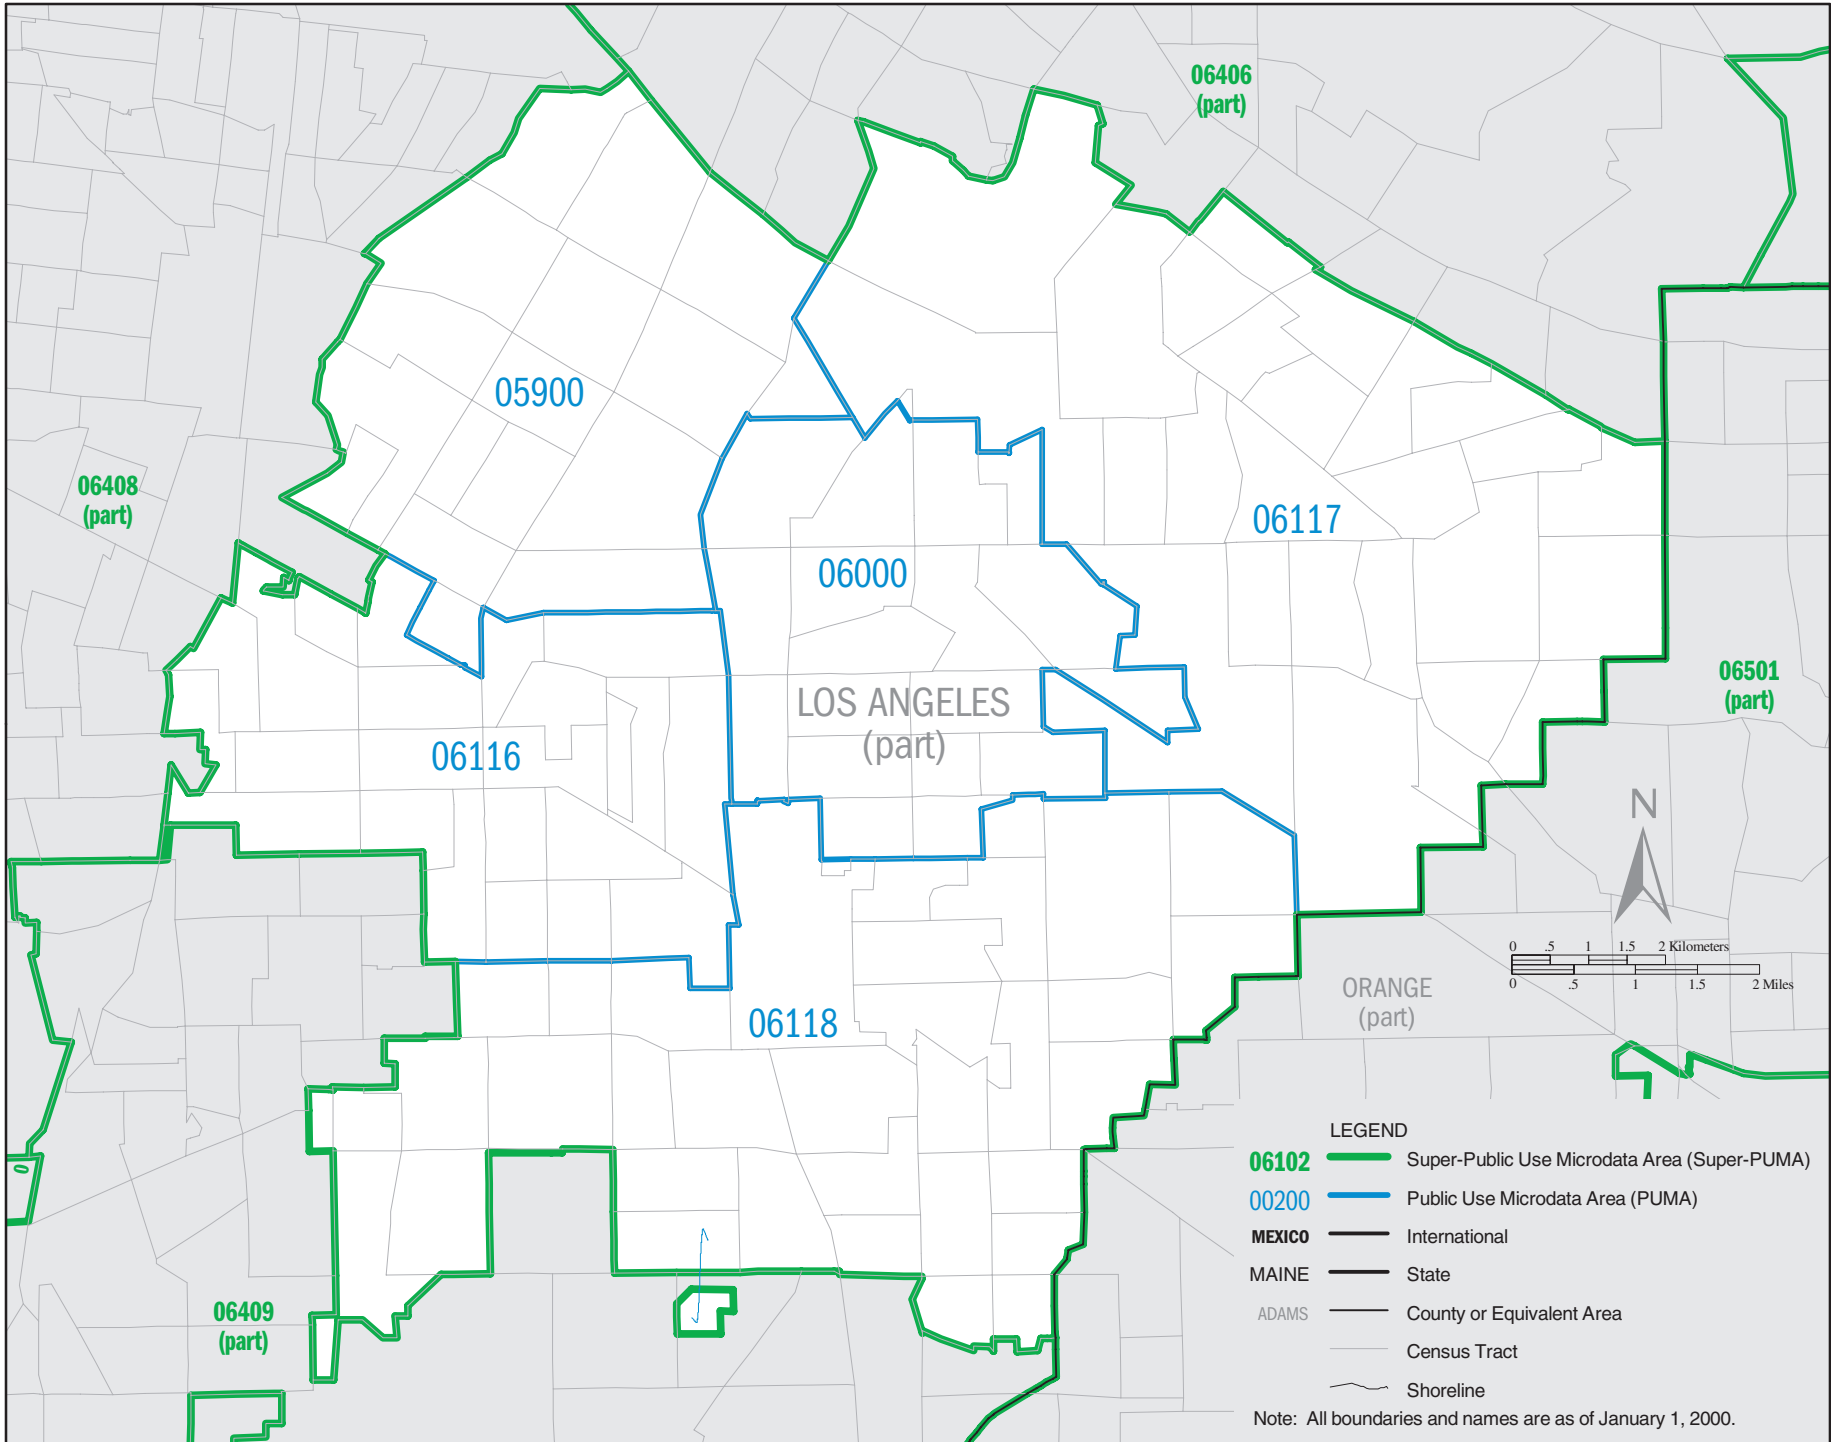 06406
(part)
05900
06408
(part)
06117
06000
06501
(part)
LOS ANGELES
(part)
06116
N
0 .5 1 1.5 2 Kilometers
0 .5 1 1.5 2 Miles
ORANGE
(part)
06118
LEGEND
06102 Super-Public Use Microdata Area (Super-PUMA)
00200 Public Use Microdata Area (PUMA)
MEXICO International
MAINE State
ADAMS County or Equivalent Area
Census Tract
Shoreline
Note: All boundaries and names are as of January 1, 2000.
06409
(part)